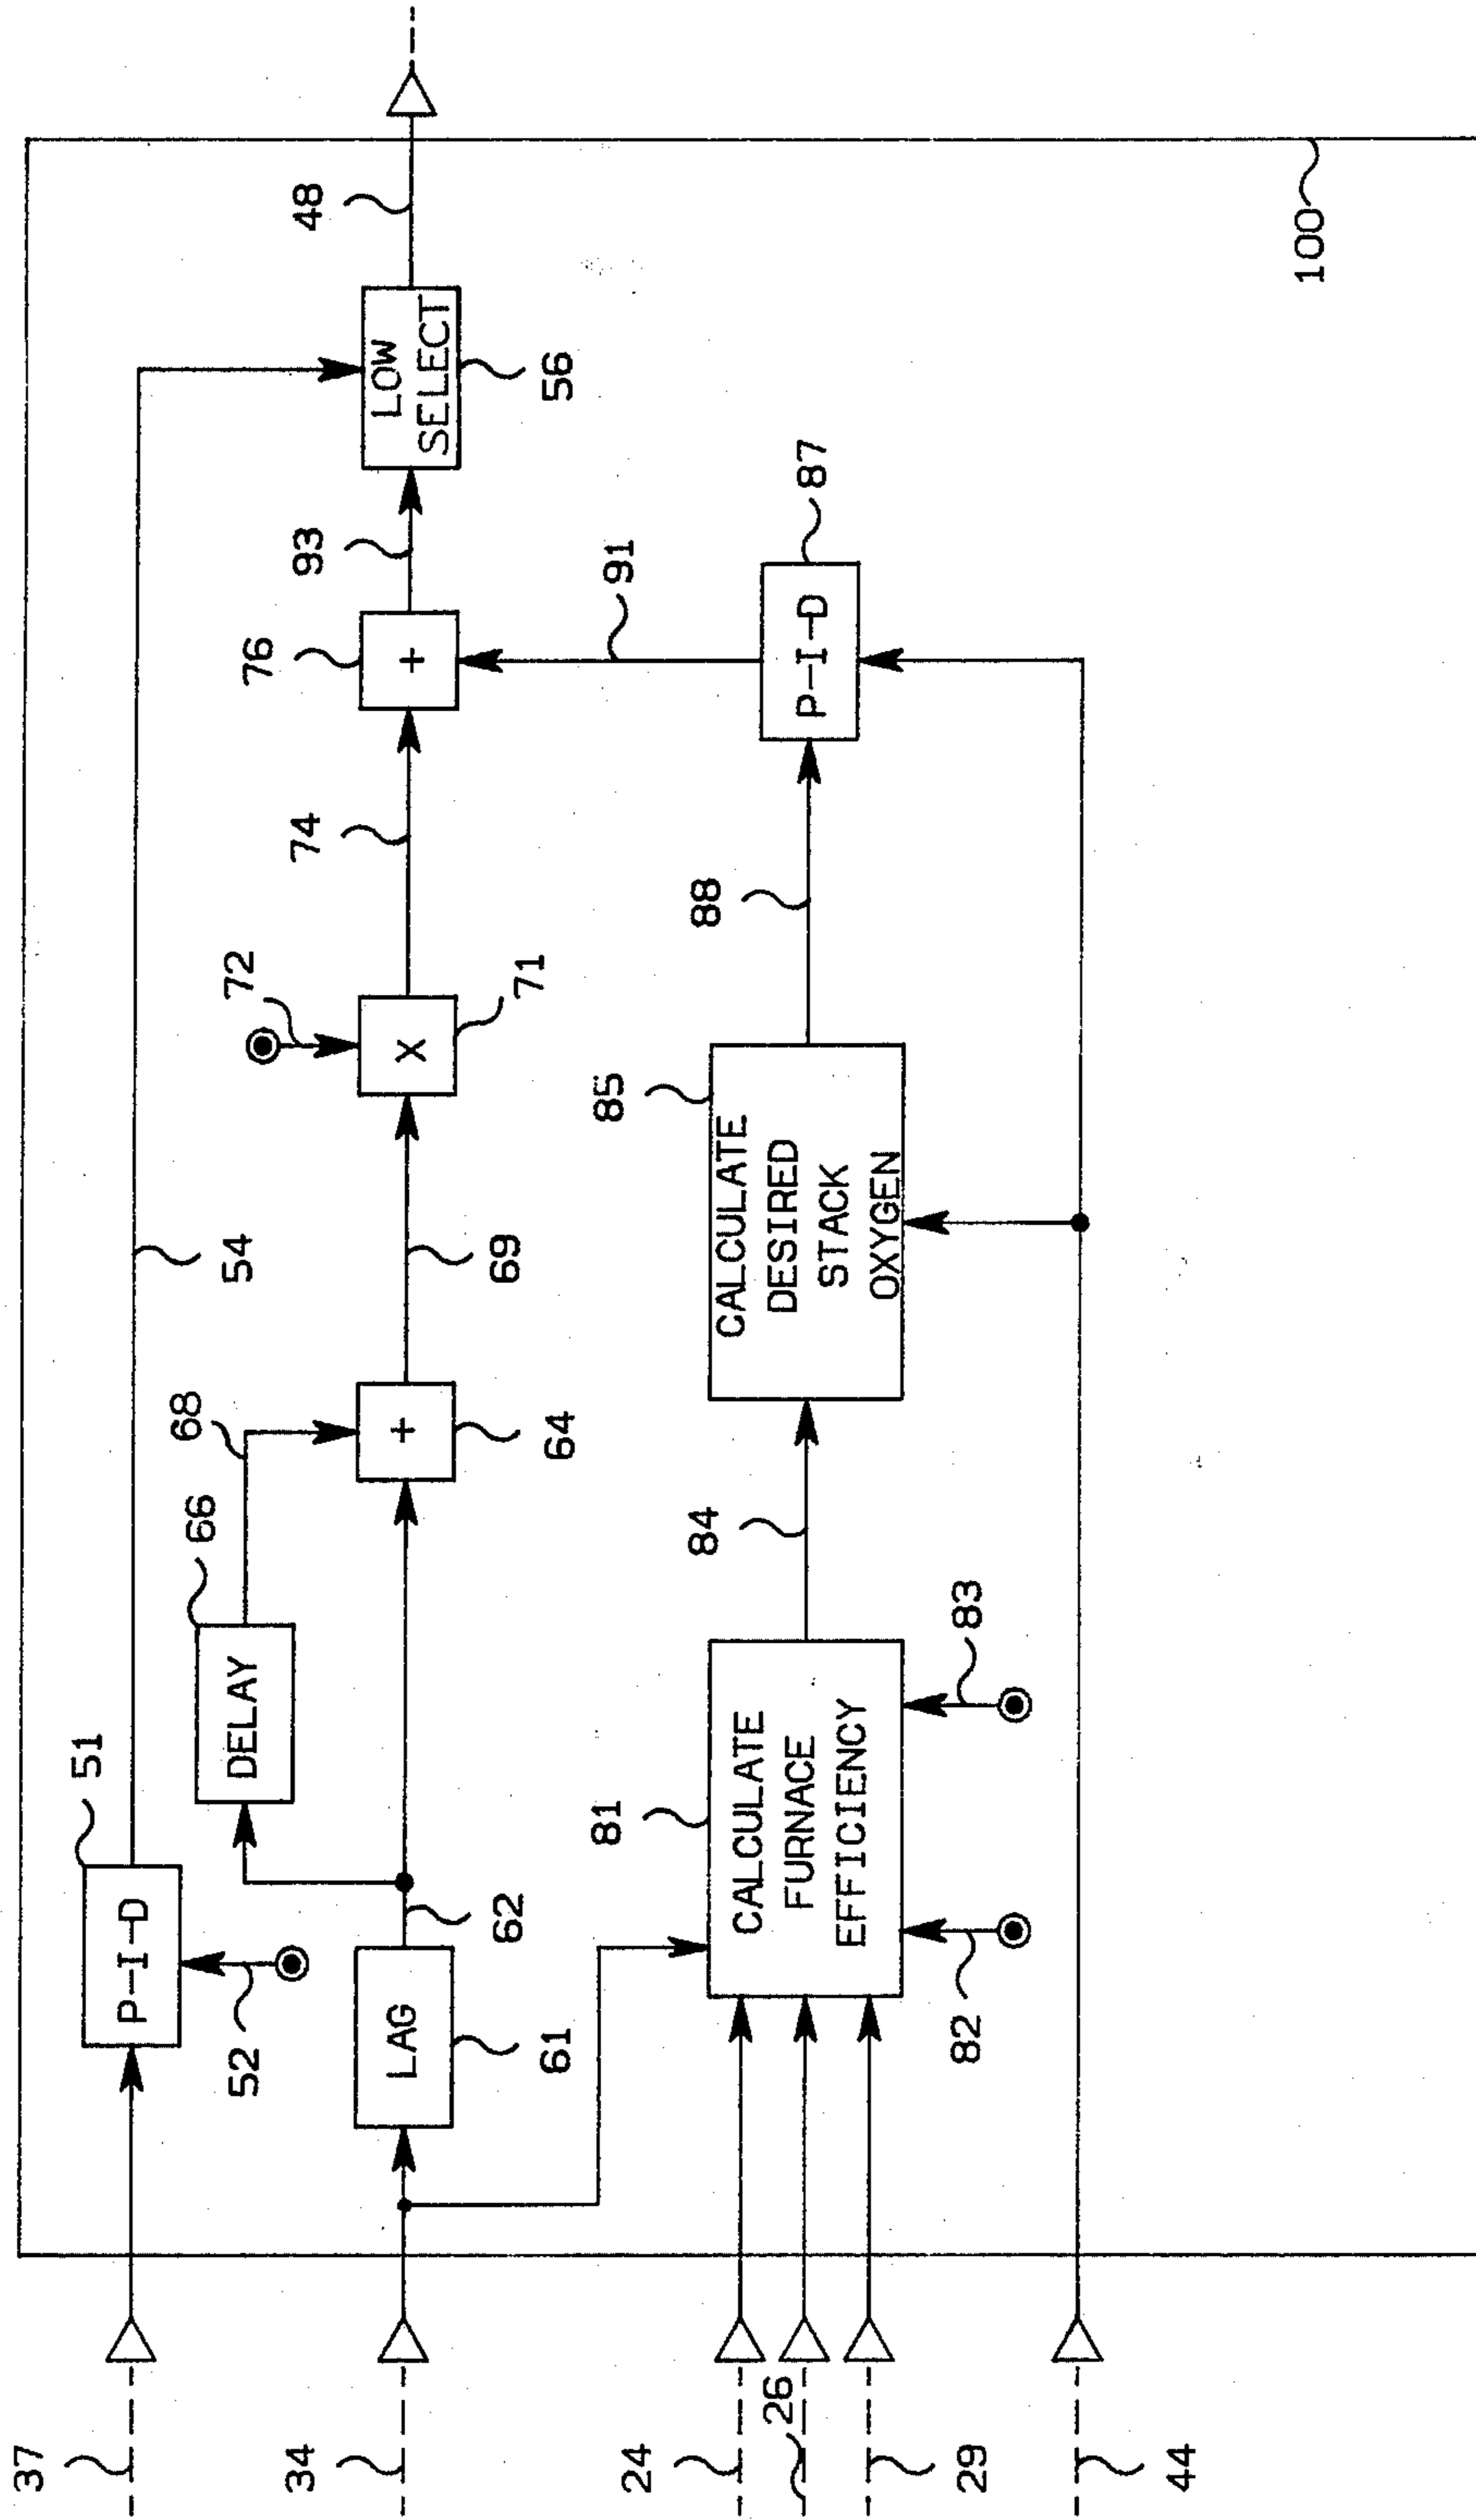 37
51
P-I-D
52
54
66
DELAY
68
72
76
93
48
34
LAG
61
62
+
64
69
X
71
74
+
LOW
SELECT
56
91
24
26
29
81
CALCULATE
FURNACE
EFFICIENCY
82
83
84
85
CALCULATE
DESIRED
STACK
OXYGEN
88
P-I-D
87
44
100